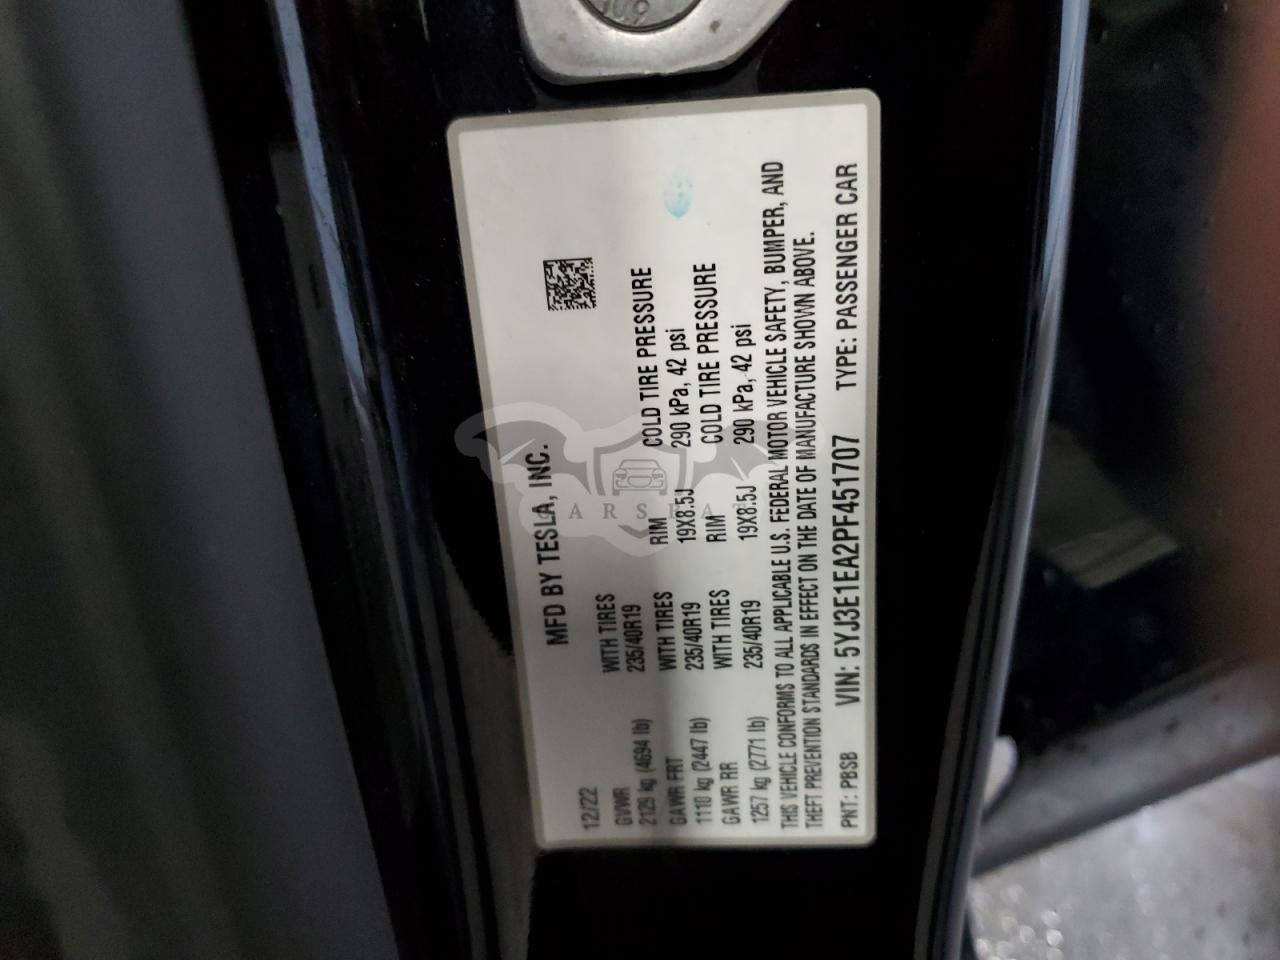 12/22 MFD BY TESLA, INC.
GVWR WITH TIRES RIM COLD TIRE PRESSURE
2129 kg (4694 lb) 235/40R19
GAWR FRT WITH TIRES RIM COLD TIRE PRESSURE
1110 kg (2447 lb) 235/40R19 19X8.5J 290 kPa, 42 psi
GAWR RR WITH TIRES RIM COLD TIRE PRESSURE
1257 kg (2771 lb) 235/40R19 19X8.5J 290 kPa, 42 psi
THIS VEHICLE CONFORMS TO ALL APPLICABLE U.S. FEDERAL MOTOR VEHICLE SAFETY, BUMPER, AND
THEFT PREVENTION STANDARDS IN EFFECT ON THE DATE OF MANUFACTURE SHOWN ABOVE.
PNT: PBSB VIN: 5YJ3E1EA2PF451707 TYPE: PASSENGER CAR